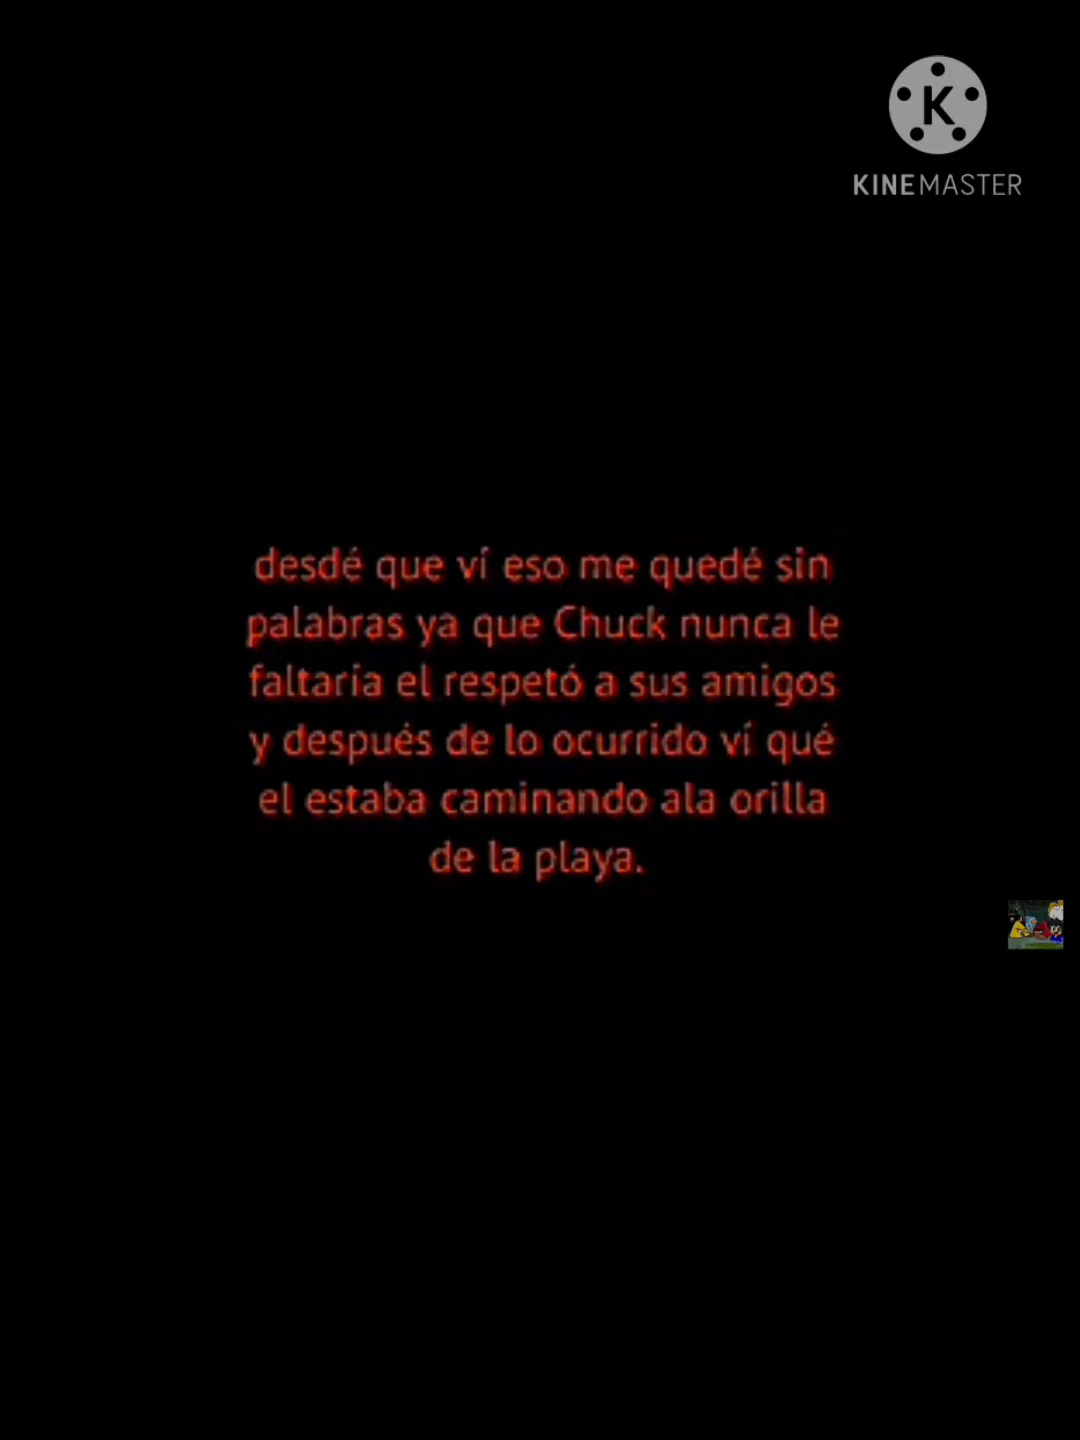 K
KINEMASTER
desdé que ví eso me quedé sin
palabras ya que Chuck nunca le
faltaria el respetó a sus amigos
y después de lo ocurrido ví qué
el estaba caminando ala orilla
de la playa.